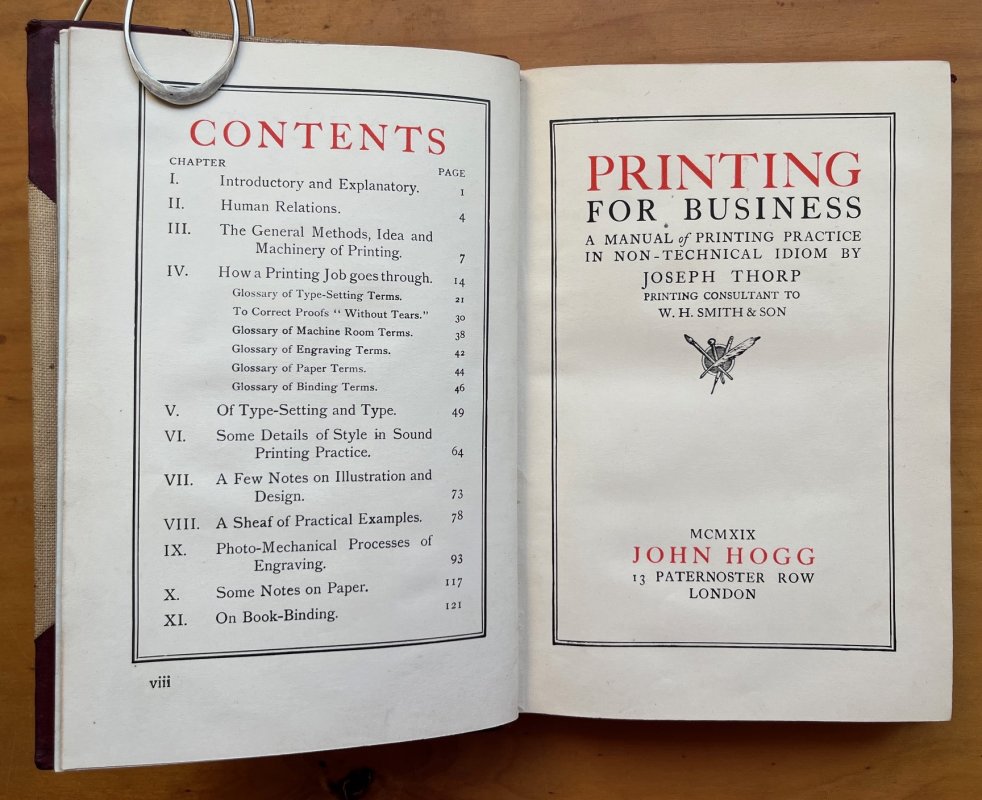 CONTENTS
CHAPTER PAGE
I. Introductory and Explanatory. 1
II. Human Relations. 4
III. The General Methods, Idea and
Machinery of Printing. 7
IV. How a Printing Job goes through. 14
Glossary of Type-Setting Terms. 21
To Correct Proofs “ Without Tears.” 30
Glossary of Machine Room Terms. 38
Glossary of Engraving Terms. 42
Glossary of Paper Terms. 44
Glossary of Binding Terms. 46
V. Of Type-Setting and Type. 49
VI. Some Details of Style in Sound
Printing Practice. 64
VII. A Few Notes on Illustration and
Design. 73
VIII. A Sheaf of Practical Examples. 78
IX. Photo-Mechanical Processes of
Engraving. 93
X. Some Notes on Paper. 117
XI. On Book-Binding. 121
viii
PRINTING
FOR BUSINESS
A MANUAL of PRINTING PRACTICE
IN NON-TECHNICAL IDIOM BY
JOSEPH THORP
PRINTING CONSULTANT TO
W. H. SMITH & SON
MCMXIX
JOHN HOGG
13 PATERNOSTER ROW
LONDON